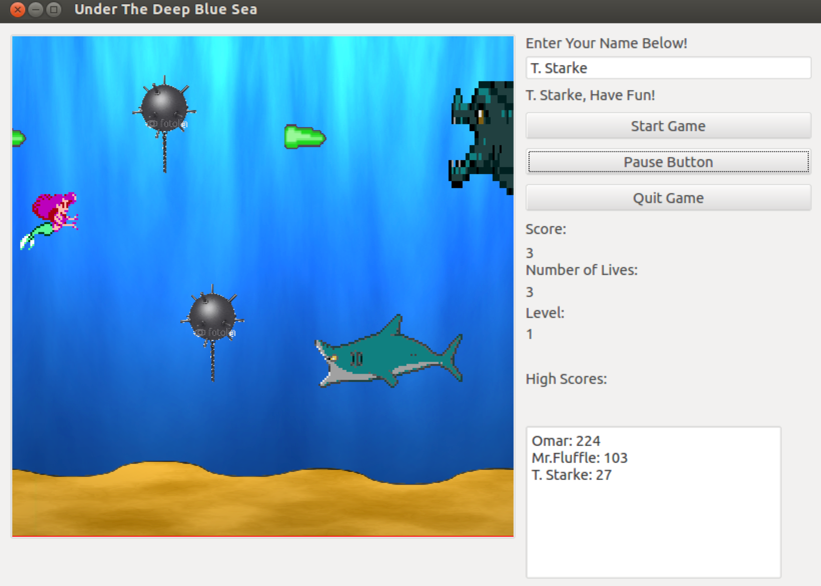 Under The Deep Blue Sea
Enter Your Name Below!
T. Starke
T. Starke, Have Fun!
Start Game
Pause Button
Quit Game
Score:
3
Number of Lives:
3
Level:
1
High Scores:
Omar: 224
Mr.Fluffle: 103
T. Starke: 27